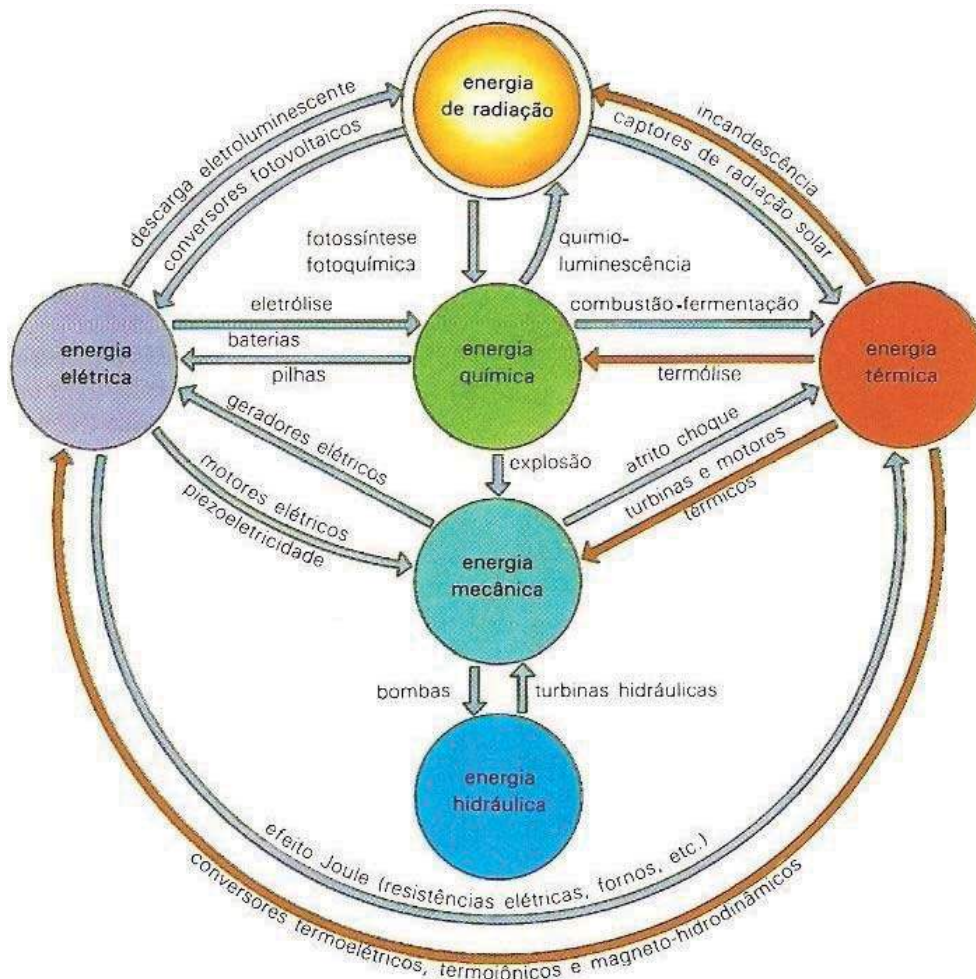 energia
de radiação
descarga eletroluminescente
conversores fotovoltaicos
incandescência
captores de radiação solar
fotossíntese
fotoquímica
quimio-
luminescência
eletrólise
baterias
pilhas
combustão-fermentação
termólise
energia
elétrica
energia
química
energia
térmica
geradores elétricos
motores elétricos
piezoeletricidade
explosão
atrito choque
turbinas e motores
térmicos
energia
mecânica
bombas
turbinas hidráulicas
energia
hidráulica
efeito Joule (resistências elétricas, fornos, etc.)
conversores termoelétricos, termoiônicos e magneto-hidrodinâmicos